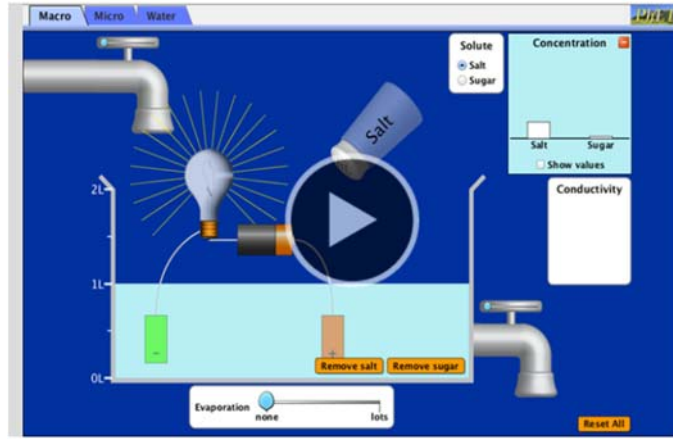 Macro Micro Water
PhET
Solute
Salt
Sugar
Concentration
Salt Sugar
Show values
Conductivity
Salt
2L
1L
0L
-
+
Remove salt Remove sugar
Evaporation
none lots
Reset All